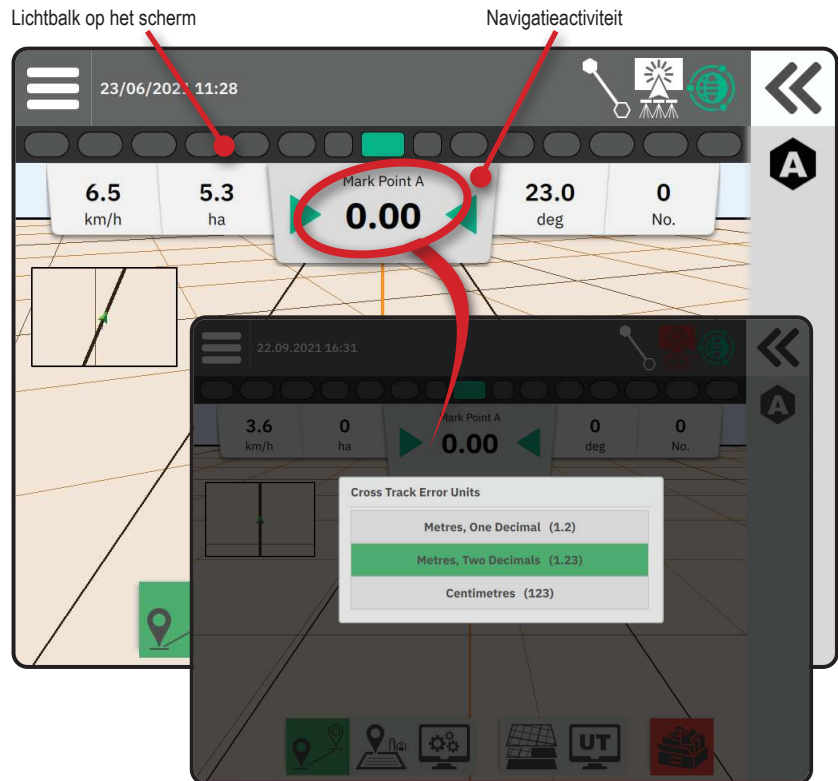 Lichtbalk op het scherm
Navigatieactiviteit
23/06/2021 11:28
A
6.5
km/h
5.3
ha
Mark Point A
0.00
23.0
deg
0
No.
22.09.2021 16:31
A
3.6
km/h
0
ha
Mark Point A
0.00
0
deg
0
No.
Cross Track Error Units
Metres, One Decimal (1.2)
Metres, Two Decimals (1.23)
Centimetres (123)
UT